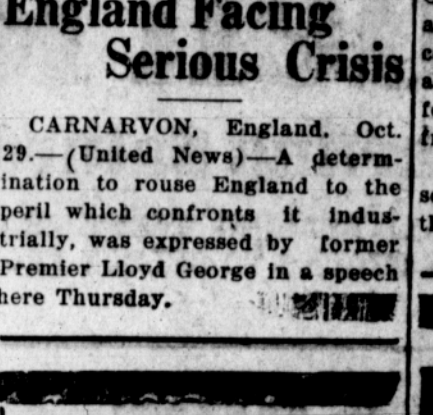 England Facing
Serious Crisis
CARNARVON, England. Oct.
29.—(United News)—A determ-
ination to rouse England to the
peril which confronts it indus-
trially, was expressed by former
Premier Lloyd George in a speech
here Thursday.